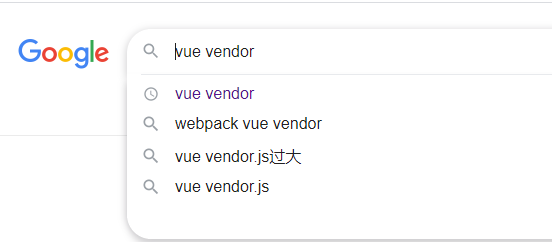 Google
vue vendor
vue vendor
webpack vue vendor
vue vendor.js过大
vue vendor.js